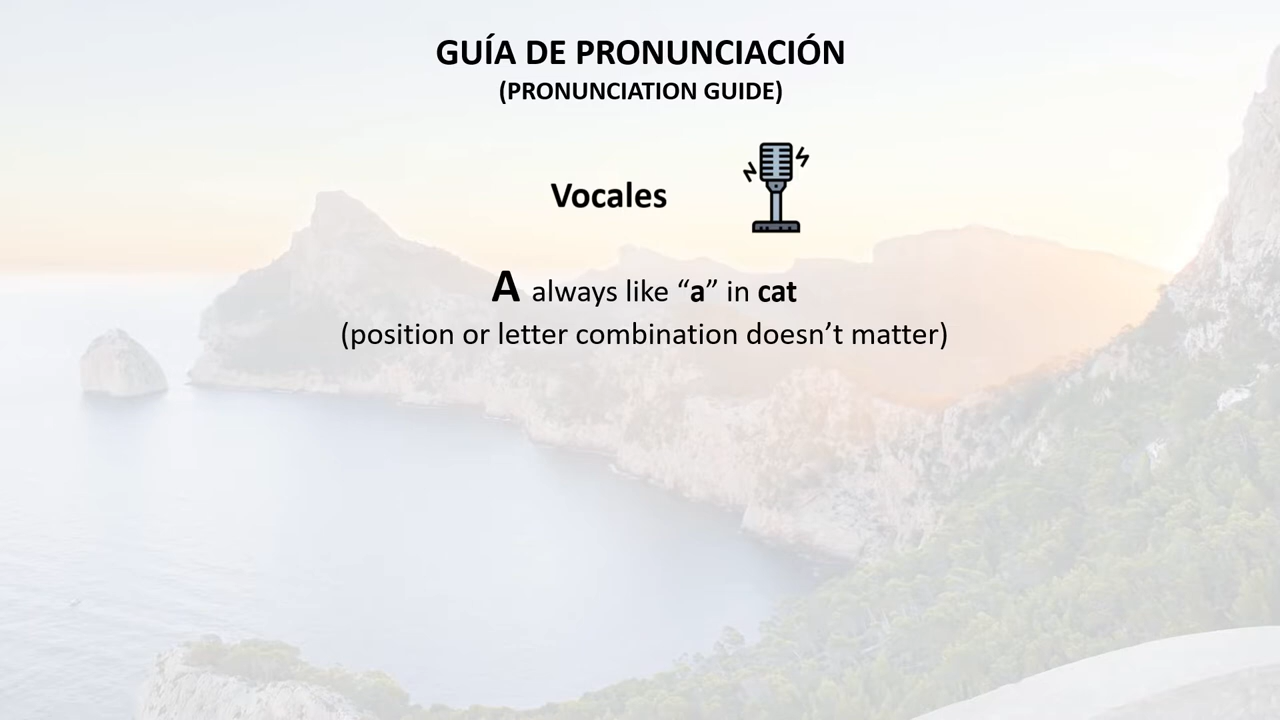 GUÍA DE PRONUNCIACIÓN
(PRONUNCIATION GUIDE)
Vocales
A always like “a” in cat
(position or letter combination doesn’t matter)